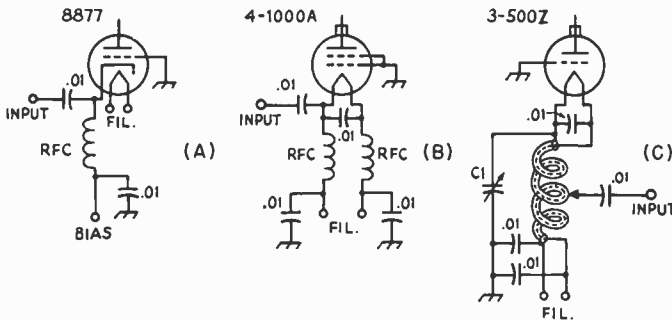 8877
.01
INPUT
FIL.
RFC
(A)
.01
BIAS
4-1000A
.01
INPUT
.01
RFC
RFC
(B)
.01
.01
FIL.
3-500Z
.01
C1
(C)
.01
INPUT
.01
.01
FIL.